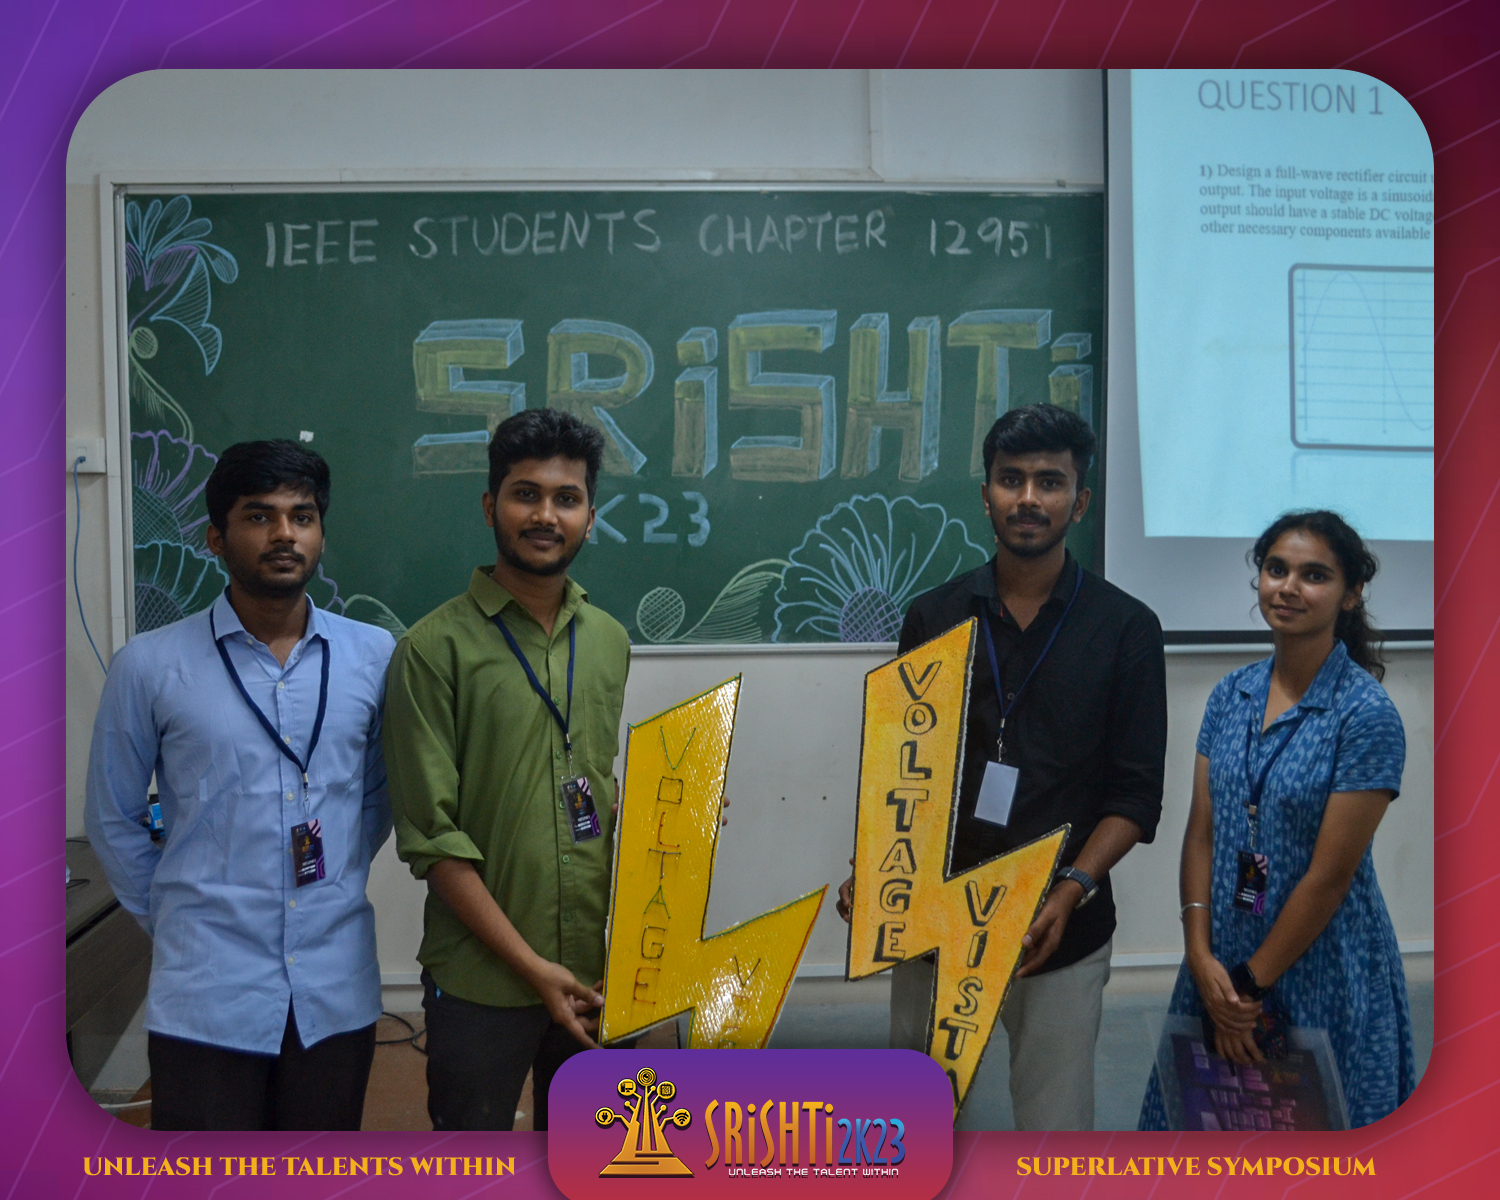 IEEE STUDENTS CHAPTER 12951
SRiSHTi
K23
QUESTION 1
1) Design a full-wave rectifier circuit
output. The input voltage is a sinusoid
output should have a stable DC voltag
other necessary components available
VOLTAGE
VOLTAGE
VISTA
UNLEASH THE TALENTS WITHIN
SRiSHTi2K23
UNLEASH THE TALENT WITHIN
SUPERLATIVE SYMPOSIUM